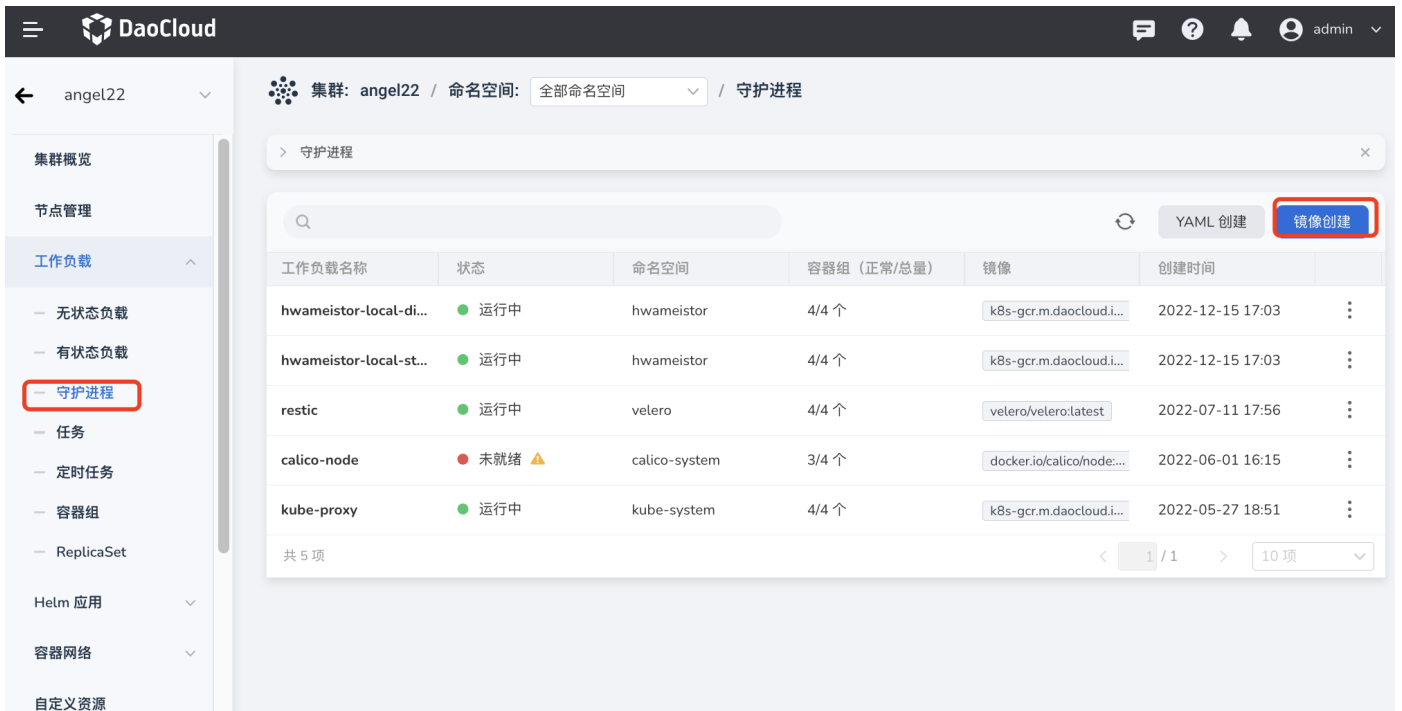 DaoCloud
admin
angel22
集群: angel22 / 命名空间: 全部命名空间 / 守护进程
集群概览
节点管理
工作负载
无状态负载
有状态负载
守护进程
任务
定时任务
容器组
ReplicaSet
Helm 应用
容器网络
自定义资源
守护进程
YAML 创建 镜像创建
工作负载名称 状态 命名空间 容器组（正常/总量） 镜像 创建时间
hwameistor-local-di... 运行中 hwameistor 4/4 个 k8s-gcr.m.daocloud.i... 2022-12-15 17:03
hwameistor-local-st... 运行中 hwameistor 4/4 个 k8s-gcr.m.daocloud.i... 2022-12-15 17:03
restic 运行中 velero 4/4 个 velero/velero:latest 2022-07-11 17:56
calico-node 未就绪 calico-system 3/4 个 docker.io/calico/node:... 2022-06-01 16:15
kube-proxy 运行中 kube-system 4/4 个 k8s-gcr.m.daocloud.i... 2022-05-27 18:51
共 5 项 1 / 1 10 项